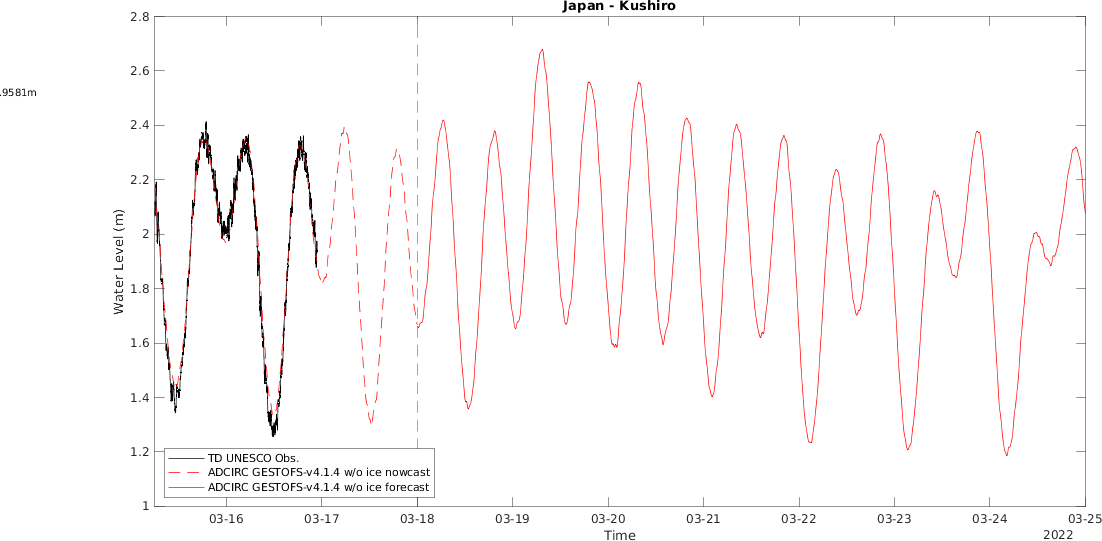 Japan - Kushiro
.9581m
2.8
2.6
2.4
2.2
2
1.8
1.6
1.4
1.2
1
Water Level (m)
TD UNESCO Obs.
ADCIRC GESTOFS-v4.1.4 w/o ice nowcast
ADCIRC GESTOFS-v4.1.4 w/o ice forecast
03-16 03-17 03-18 03-19 03-20 03-21 03-22 03-23 03-24 03-25
Time
2022